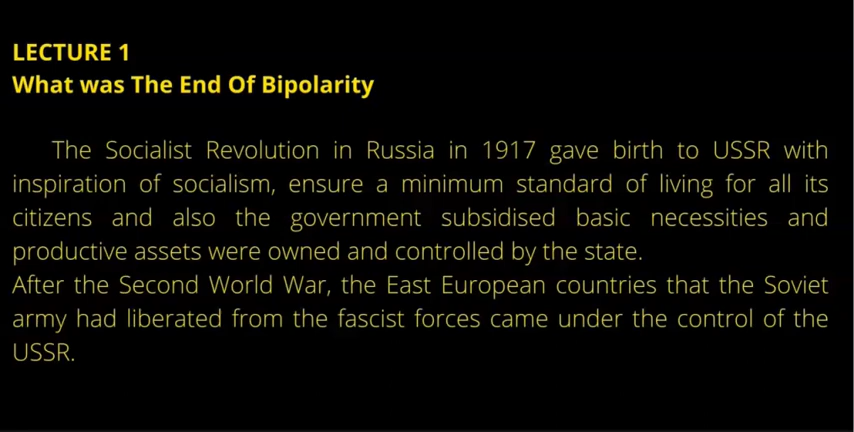 LECTURE 1
What was The End Of Bipolarity
The Socialist Revolution in Russia in 1917 gave birth to USSR with
inspiration of socialism, ensure a minimum standard of living for all its
citizens and also the government subsidised basic necessities and
productive assets were owned and controlled by the state.
After the Second World War, the East European countries that the Soviet
army had liberated from the fascist forces came under the control of the
USSR.